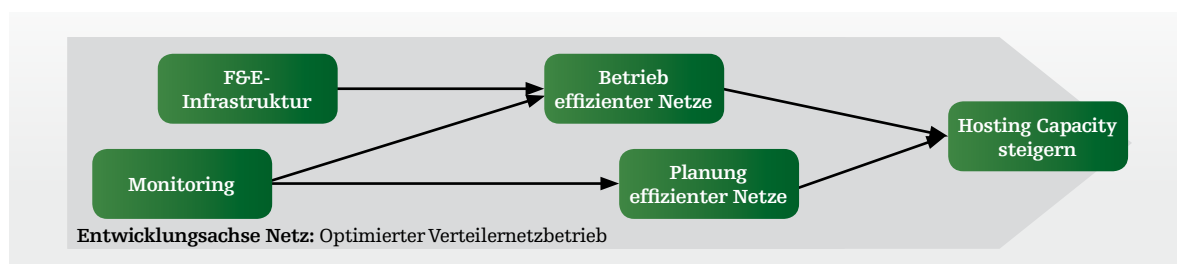 F&E-
Infrastruktur
Betrieb
effizienter Netze
Hosting Capacity
steigern
Monitoring
Planung
effizienter Netze
Entwicklungsachse Netz: Optimierter Verteilernetzbetrieb